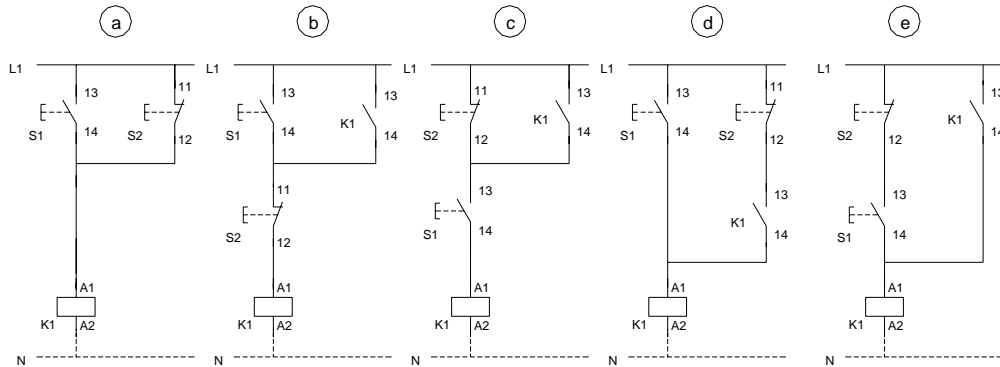 a b c d e
L1 L1 L1 L1 L1
11 11 11
13 13 13 13 13 13
S1 S2 S1 K1 S2 K1 S1 S2 S2 K1
14 12 14 14 12 14 14 12 12 14
11 13 13 13
S2 S1 K1 S1
12 14 14 14
A1 A1 A1 A1 A1
K1 A2 K1 A2 K1 A2 K1 A2 K1 A2
N N N N N